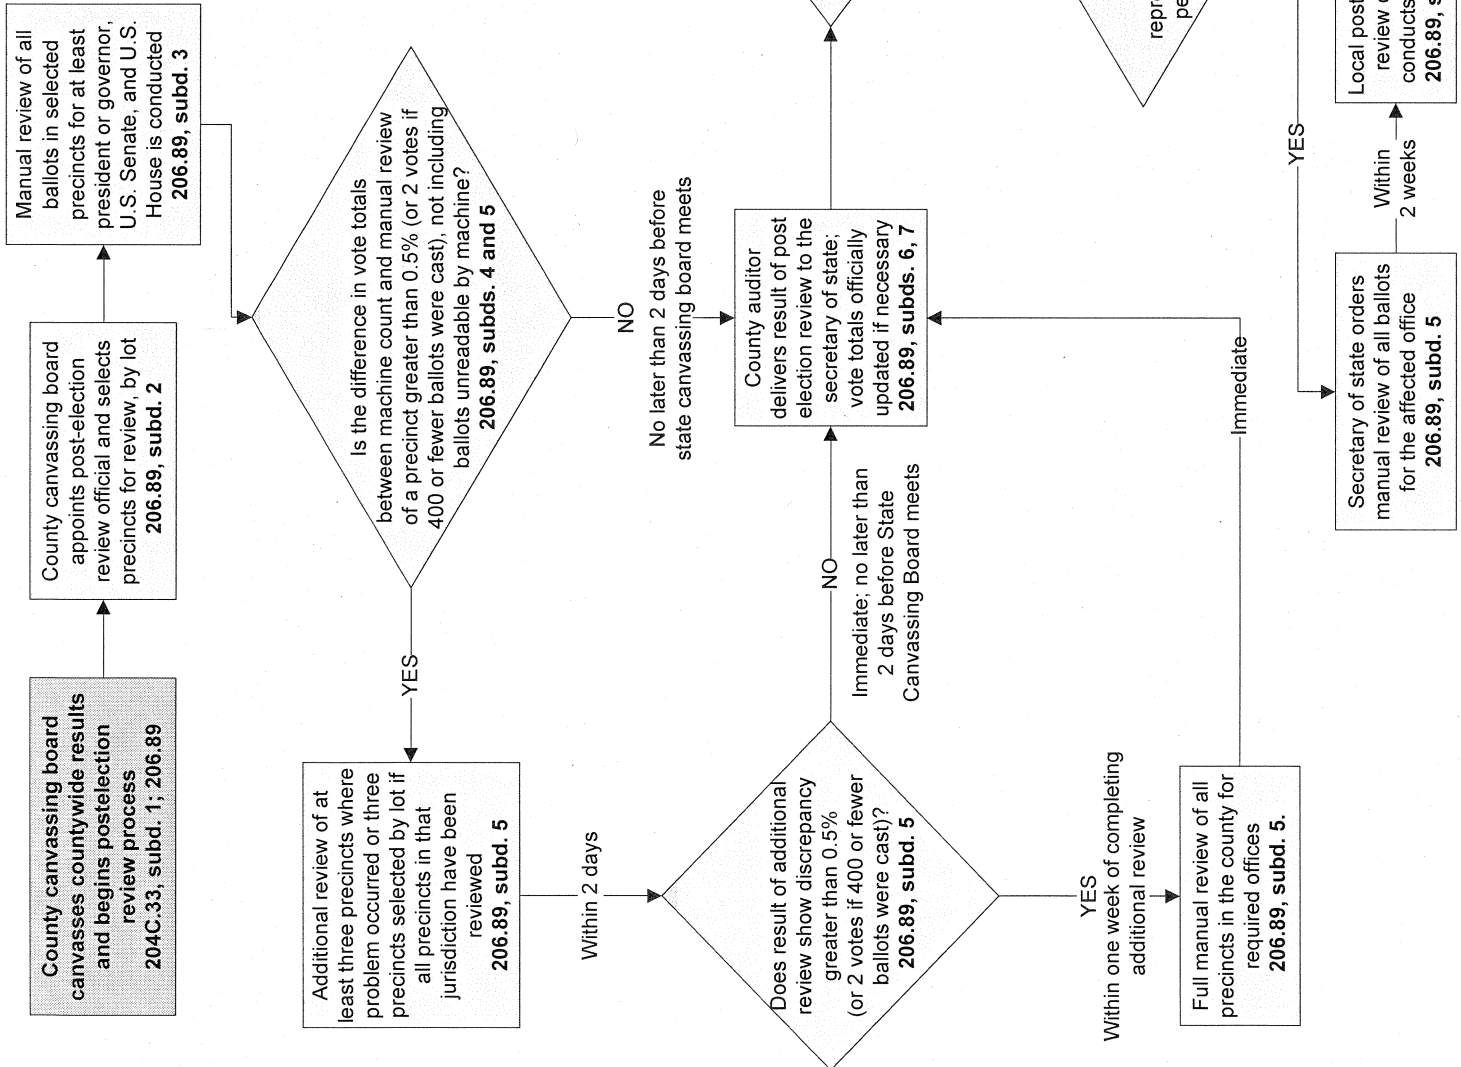 County canvassing board
canvasses countywide results
and begins postelection
review process
204C.33, subd. 1; 206.89
County canvassing board
appoints post-election
review official and selects
precincts for review, by lot
206.89, subd. 2
Manual review of all
ballots in selected
precincts for at least
president or governor,
U.S. Senate, and U.S.
House is conducted
206.89, subd. 3
Is the difference in vote totals
between machine count and manual review
of a precinct greater than 0.5% (or 2 votes if
400 or fewer ballots were cast), not including
ballots unreadable by machine?
206.89, subds. 4 and 5
YES
NO
No later than 2 days before
state canvassing board meets
Additional review of at
least three precincts where
problem occurred or three
precincts selected by lot if
all precincts in that
jurisdiction have been
reviewed
206.89, subd. 5
Within 2 days
Does result of additional
review show discrepancy
greater than 0.5%
(or 2 votes if 400 or fewer
ballots were cast)?
206.89, subd. 5
NO
Immediate; no later than
2 days before State
Canvassing Board meets
County auditor
delivers result of post
election review to the
secretary of state;
vote totals officially
updated if necessary
206.89, subds. 6, 7
YES
Within one week of completing
additional review
Full manual review of all
precincts in the county for
required offices
206.89, subd. 5.
Immediate
YES
Secretary of state orders
manual review of all ballots
for the affected office
206.89, subd. 5
Within
2 weeks
Local post
review
conducts
206.89,